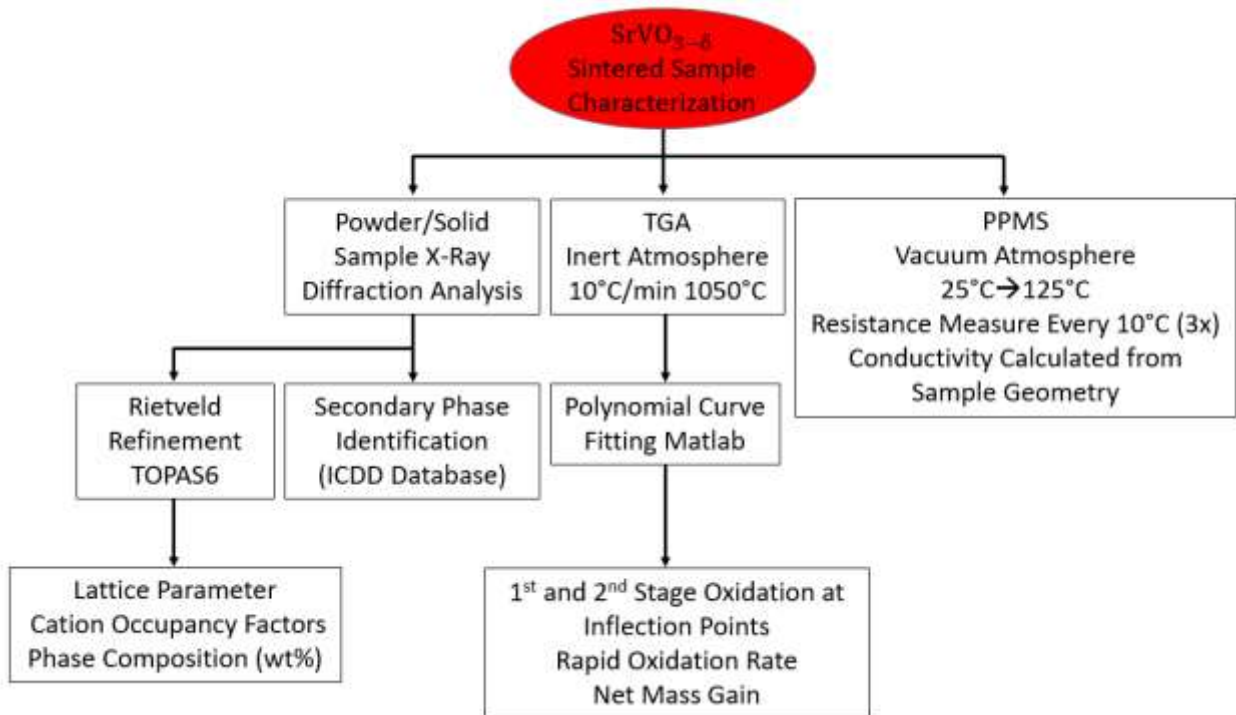 SrVO₃₋δ
Sintered Sample
Characterization
Powder/Solid
Sample X-Ray
Diffraction Analysis
TGA
Inert Atmosphere
10°C/min 1050°C
PPMS
Vacuum Atmosphere
25°C→125°C
Resistance Measure Every 10°C (3x)
Conductivity Calculated from
Sample Geometry
Rietveld
Refinement
TOPAS6
Secondary Phase
Identification
(ICDD Database)
Polynomial Curve
Fitting Matlab
Lattice Parameter
Cation Occupancy Factors
Phase Composition (wt%)
1st and 2nd Stage Oxidation at
Inflection Points
Rapid Oxidation Rate
Net Mass Gain